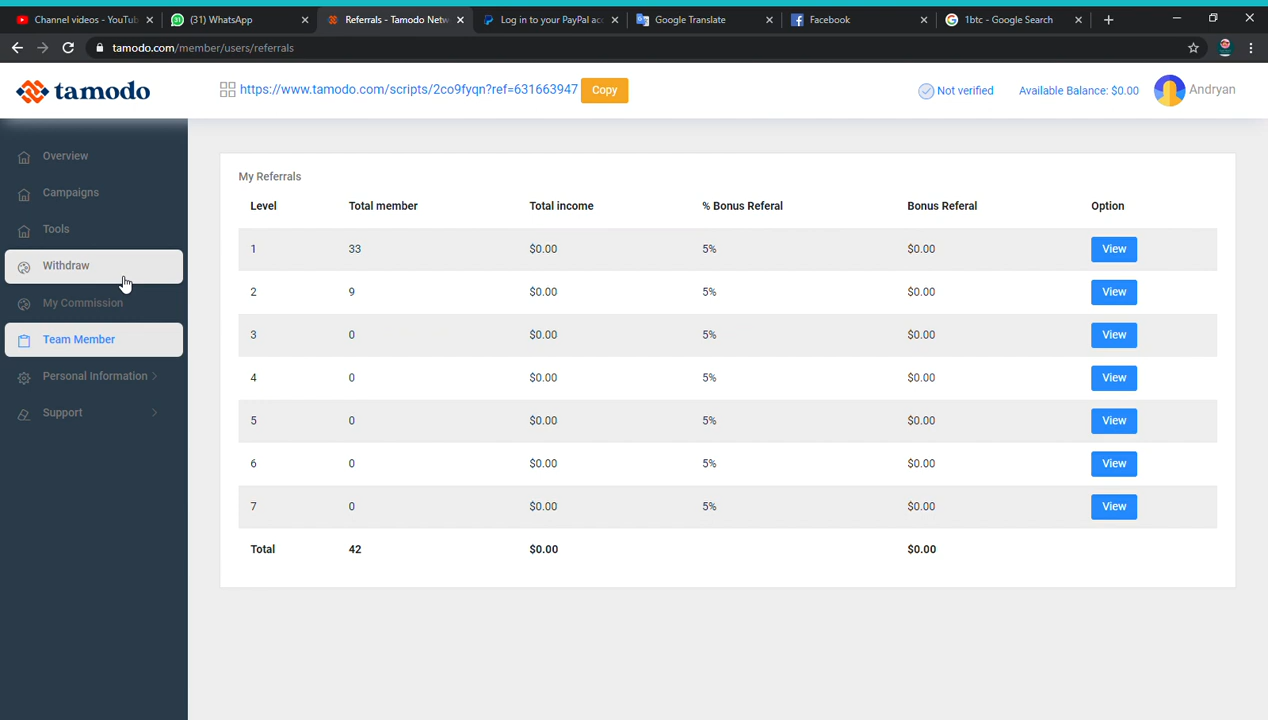 Channel videos - YouTub
(31) WhatsApp
Referrals - Tamodo Netw
Log in to your PayPal acc
Google Translate
Facebook
1btc - Google Search
tamodo.com/member/users/referrals
tamodo
https://www.tamodo.com/scripts/2co9fyqn?ref=631663947
Copy
Not verified
Available Balance: $0.00
Andryan
Overview
Campaigns
Tools
Withdraw
My Commission
Team Member
Personal Information
Support
My Referrals
Level Total member Total income % Bonus Referal Bonus Referal Option
1 33 $0.00 5% $0.00 View
2 9 $0.00 5% $0.00 View
3 0 $0.00 5% $0.00 View
4 0 $0.00 5% $0.00 View
5 0 $0.00 5% $0.00 View
6 0 $0.00 5% $0.00 View
7 0 $0.00 5% $0.00 View
Total 42 $0.00 $0.00